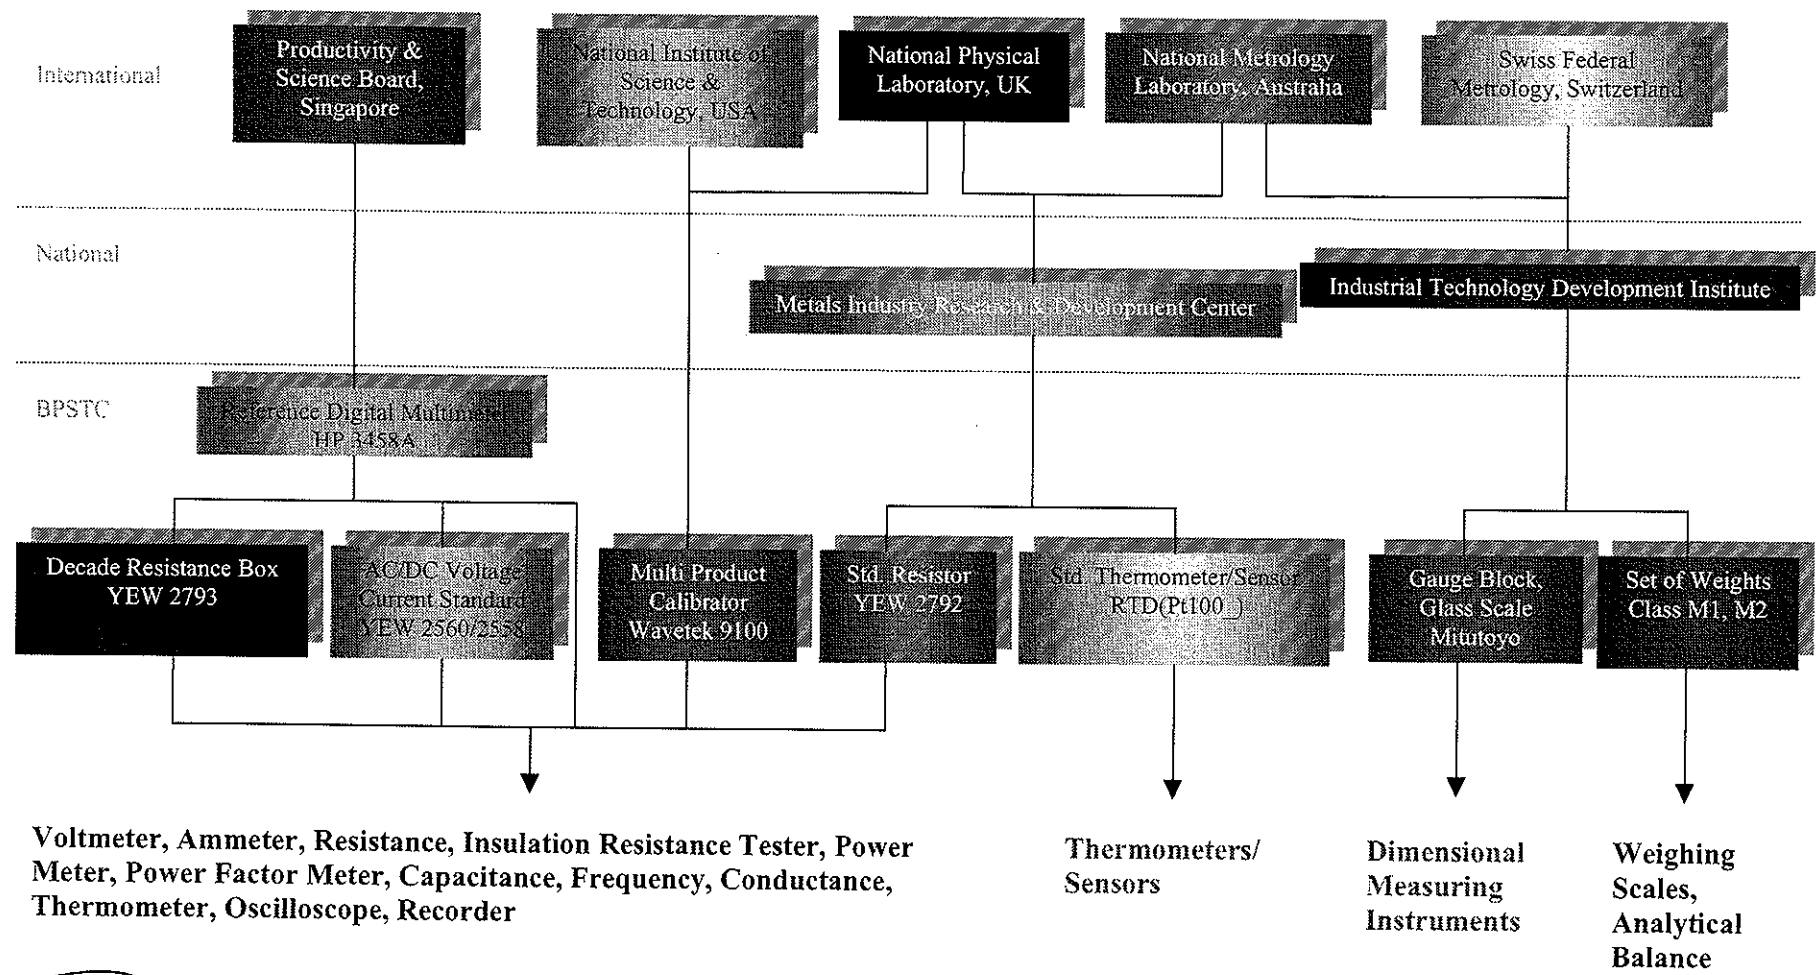 International
Productivity &
Science Board,
Singapore
National Institute of
Science &
Technology, USA
National Physical
Laboratory, UK
National Metrology
Laboratory, Australia
Swiss Federal
Metrology, Switzerland
National
Metals Industry Research & Development Center
Industrial Technology Development Institute
BPSTC
Reference Digital Multimeter
HP 3458A
Decade Resistance Box
YEW 2793
AC/DC Voltage
Current Standard
YEW 2560/2558
Multi Product
Calibrator
Wavetek 9100
Std. Resistor
YEW 2792
Std. Thermometer/Sensor
RTD(Pt100_)
Gauge Block,
Glass Scale
Mitutoyo
Set of Weights
Class M1, M2
Voltmeter, Ammeter, Resistance, Insulation Resistance Tester, Power
Meter, Power Factor Meter, Capacitance, Frequency, Conductance,
Thermometer, Oscilloscope, Recorder
Thermometers/
Sensors
Dimensional
Measuring
Instruments
Weighing
Scales,
Analytical
Balance